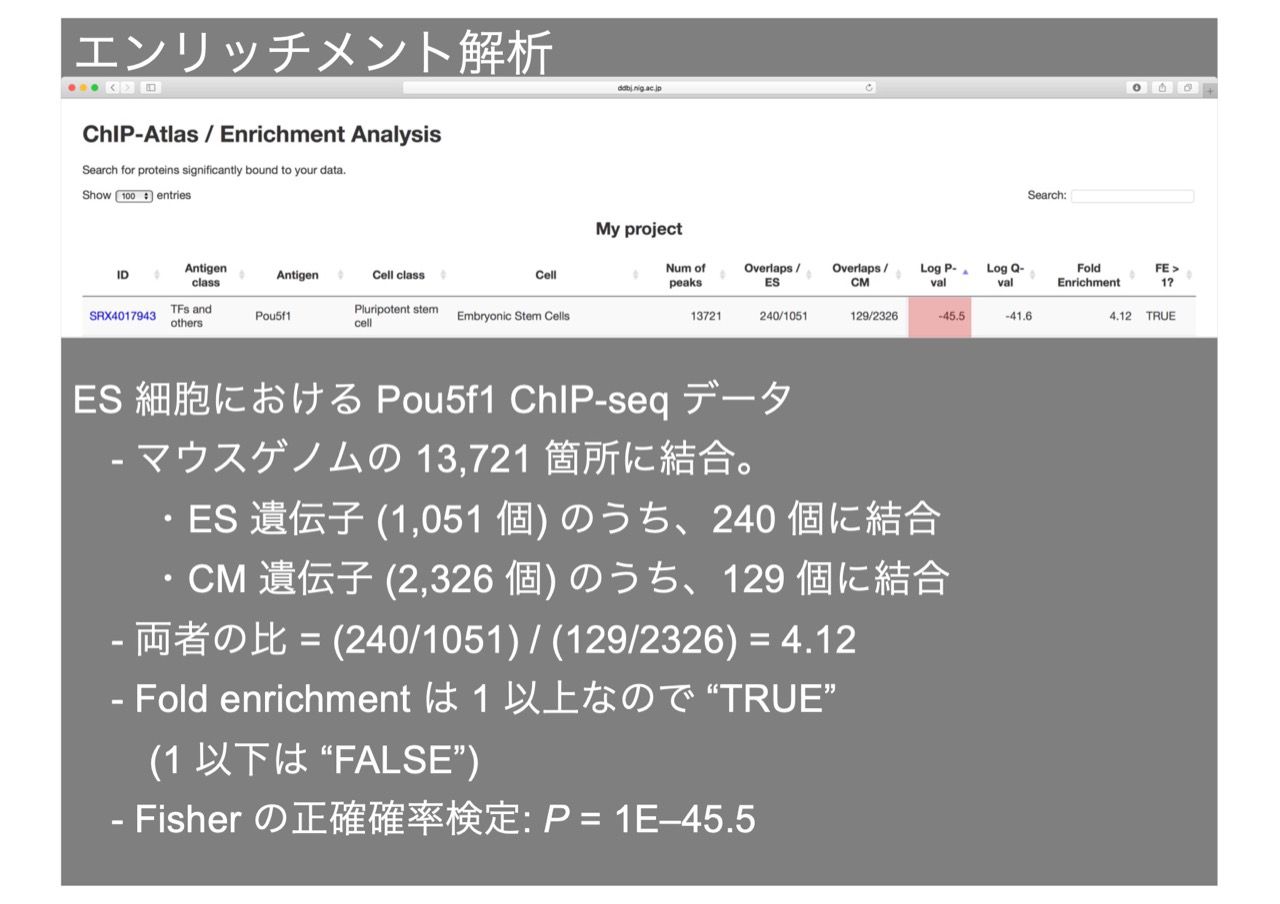 エンリッチメント解析
ddbj.nig.ac.jp
ChIP-Atlas / Enrichment Analysis
Search for proteins significantly bound to your data.
Show 100 entries
Search:
My project
ID Antigen class Antigen Cell class Cell Num of peaks Overlaps / ES Overlaps / CM Log P-val Log Q-val Fold Enrichment FE > 1?
SRX4017943 TFs and others Pou5f1 Pluripotent stem cell Embryonic Stem Cells 13721 240/1051 129/2326 -45.5 -41.6 4.12 TRUE
ES 細胞における Pou5f1 ChIP-seq データ
- マウスゲノムの 13,721 箇所に結合。
・ES 遺伝子 (1,051 個) のうち、240 個に結合
・CM 遺伝子 (2,326 個) のうち、129 個に結合
- 両者の比 = (240/1051) / (129/2326) = 4.12
- Fold enrichment は 1 以上なので “TRUE”
(1 以下は “FALSE”)
- Fisher の正確確率検定: P = 1E–45.5